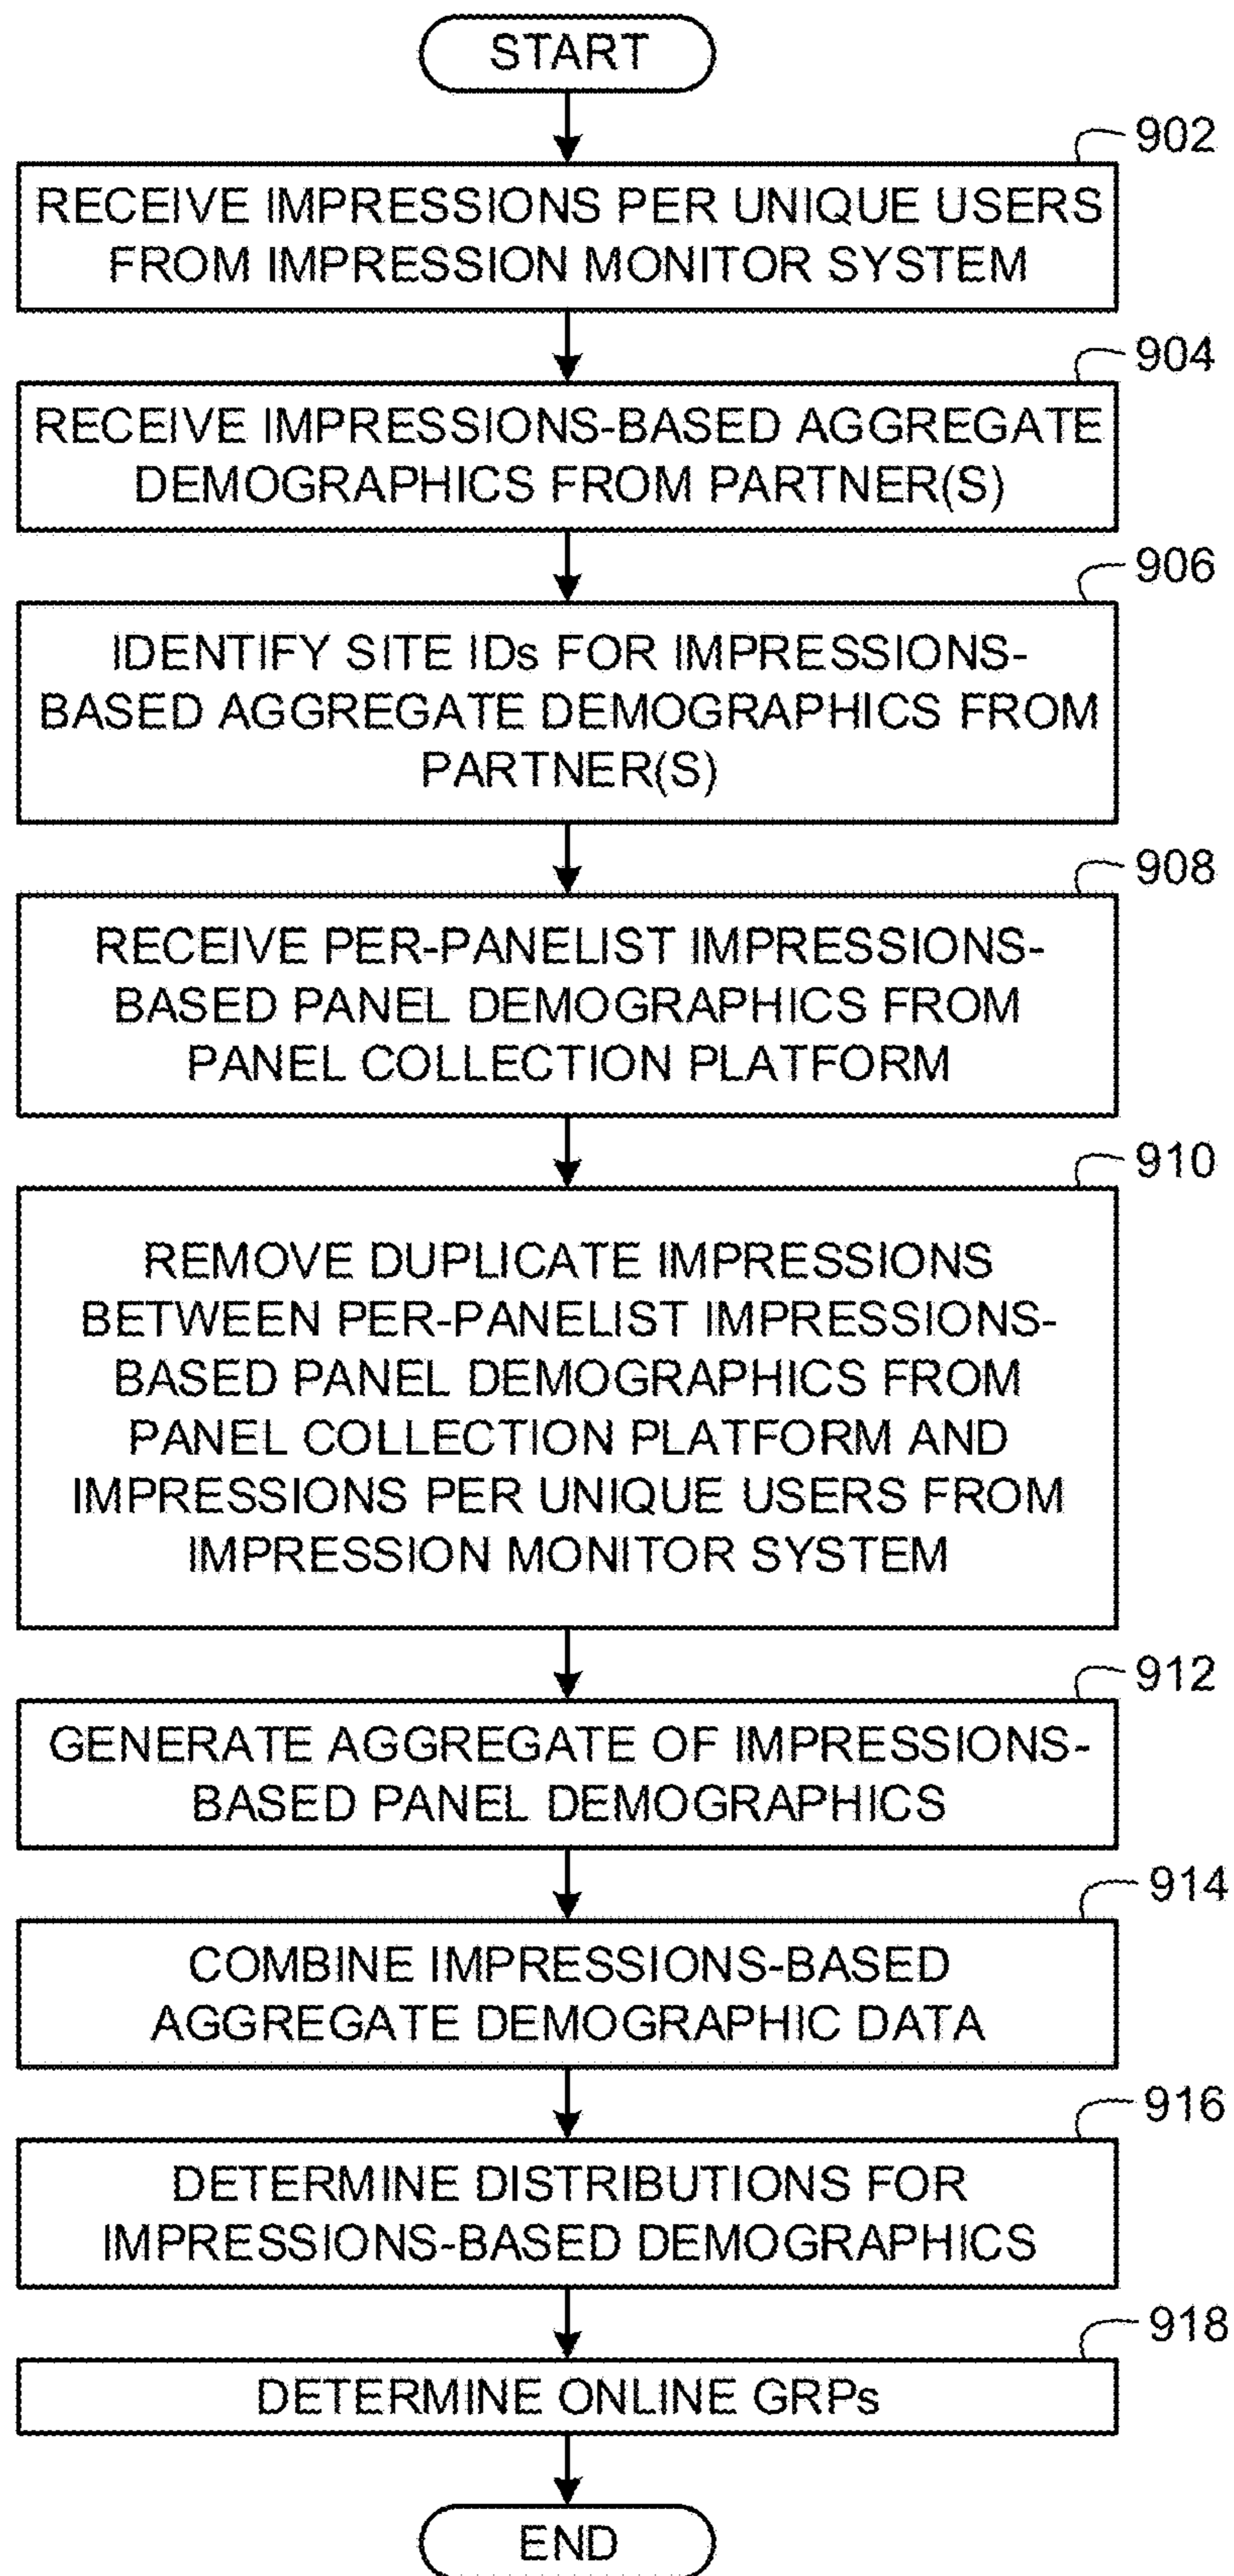 START
902
RECEIVE IMPRESSIONS PER UNIQUE USERS
FROM IMPRESSION MONITOR SYSTEM
904
RECEIVE IMPRESSIONS-BASED AGGREGATE
DEMOGRAPHICS FROM PARTNER(S)
906
IDENTIFY SITE IDs FOR IMPRESSIONS-
BASED AGGREGATE DEMOGRAPHICS FROM
PARTNER(S)
908
RECEIVE PER-PANELIST IMPRESSIONS-
BASED PANEL DEMOGRAPHICS FROM
PANEL COLLECTION PLATFORM
910
REMOVE DUPLICATE IMPRESSIONS
BETWEEN PER-PANELIST IMPRESSIONS-
BASED PANEL DEMOGRAPHICS FROM
PANEL COLLECTION PLATFORM AND
IMPRESSIONS PER UNIQUE USERS FROM
IMPRESSION MONITOR SYSTEM
912
GENERATE AGGREGATE OF IMPRESSIONS-
BASED PANEL DEMOGRAPHICS
914
COMBINE IMPRESSIONS-BASED
AGGREGATE DEMOGRAPHIC DATA
916
DETERMINE DISTRIBUTIONS FOR
IMPRESSIONS-BASED DEMOGRAPHICS
918
DETERMINE ONLINE GRPs
END